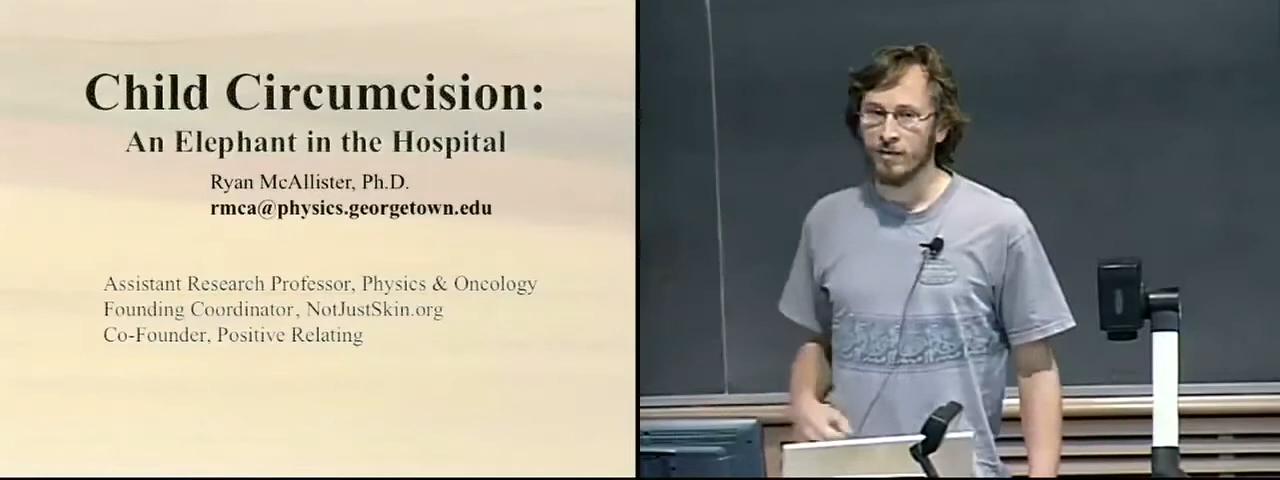 Child Circumcision:
An Elephant in the Hospital
Ryan McAllister, Ph.D.
rmca@physics.georgetown.edu
Assistant Research Professor, Physics & Oncology
Founding Coordinator, NotJustSkin.org
Co-Founder, Positive Relating